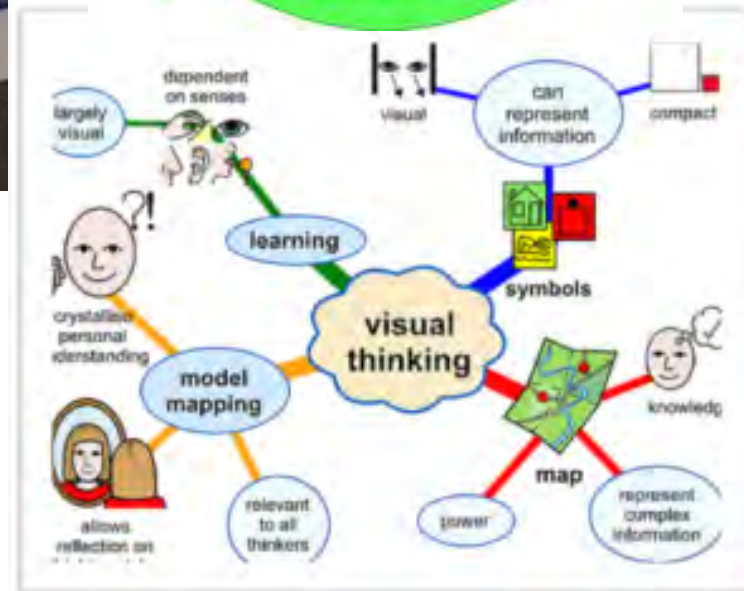 visual
thinking
learning
dependent
on senses
largely
visual
symbols
can
represent
information
visual
compact
map
knowledg
represent
complex
information
power
model
mapping
crystallise
personal
derstanding
allows
reflection on
relevant
to all
thinkers